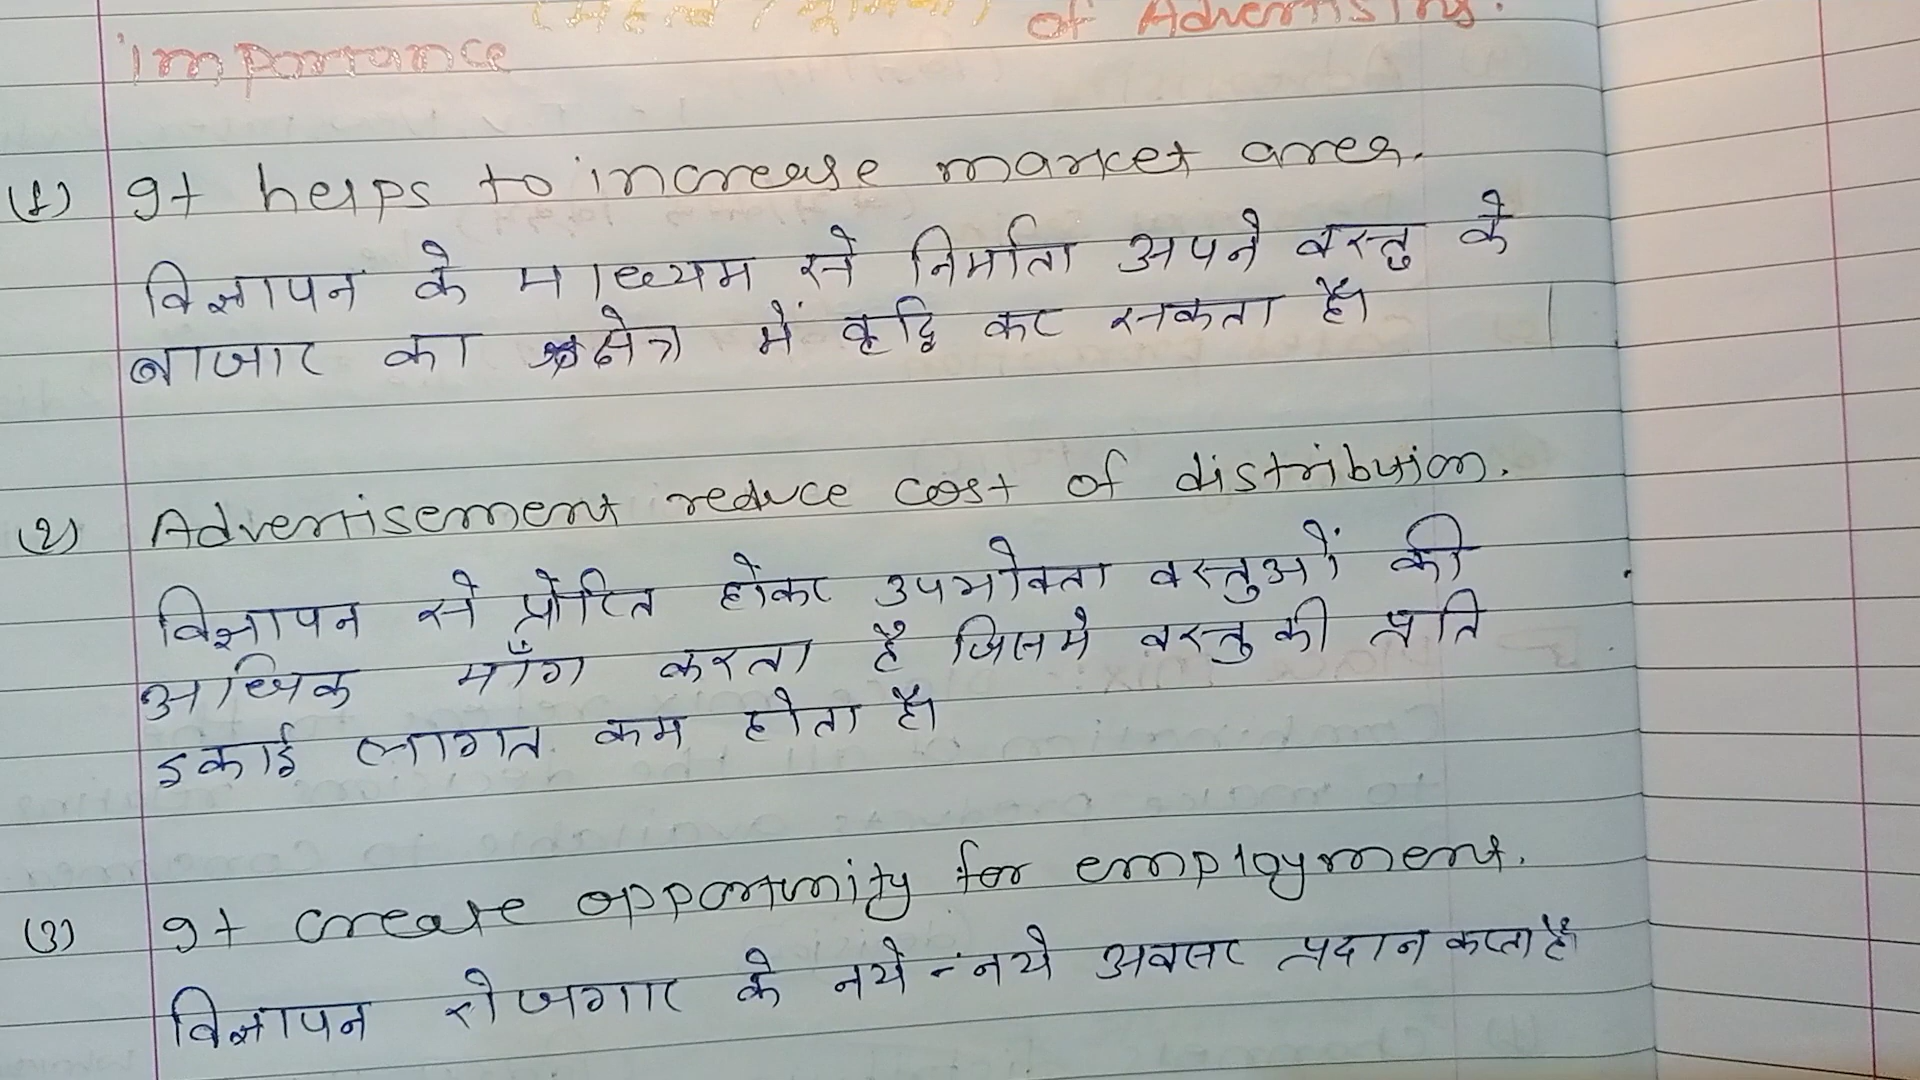 importance (महत्व / भूमिका) of Advertising.
(1) It helps to increase market area.
विज्ञापन के माध्यम से निर्माता अपने वस्तु के
बाजार का क्षेत्र में वृद्धि कर सकता है।
(2) Advertisement reduce cost of distribution.
विज्ञापन से प्रेरित होकर उपभोक्ता वस्तुओं की
अधिक माँग करता है जिसमे वस्तु की प्रति
इकाई लागत कम होता है।
(3) It create opportunity for employment.
विज्ञापन रोजगार के नये-नये अवसर प्रदान करता है।